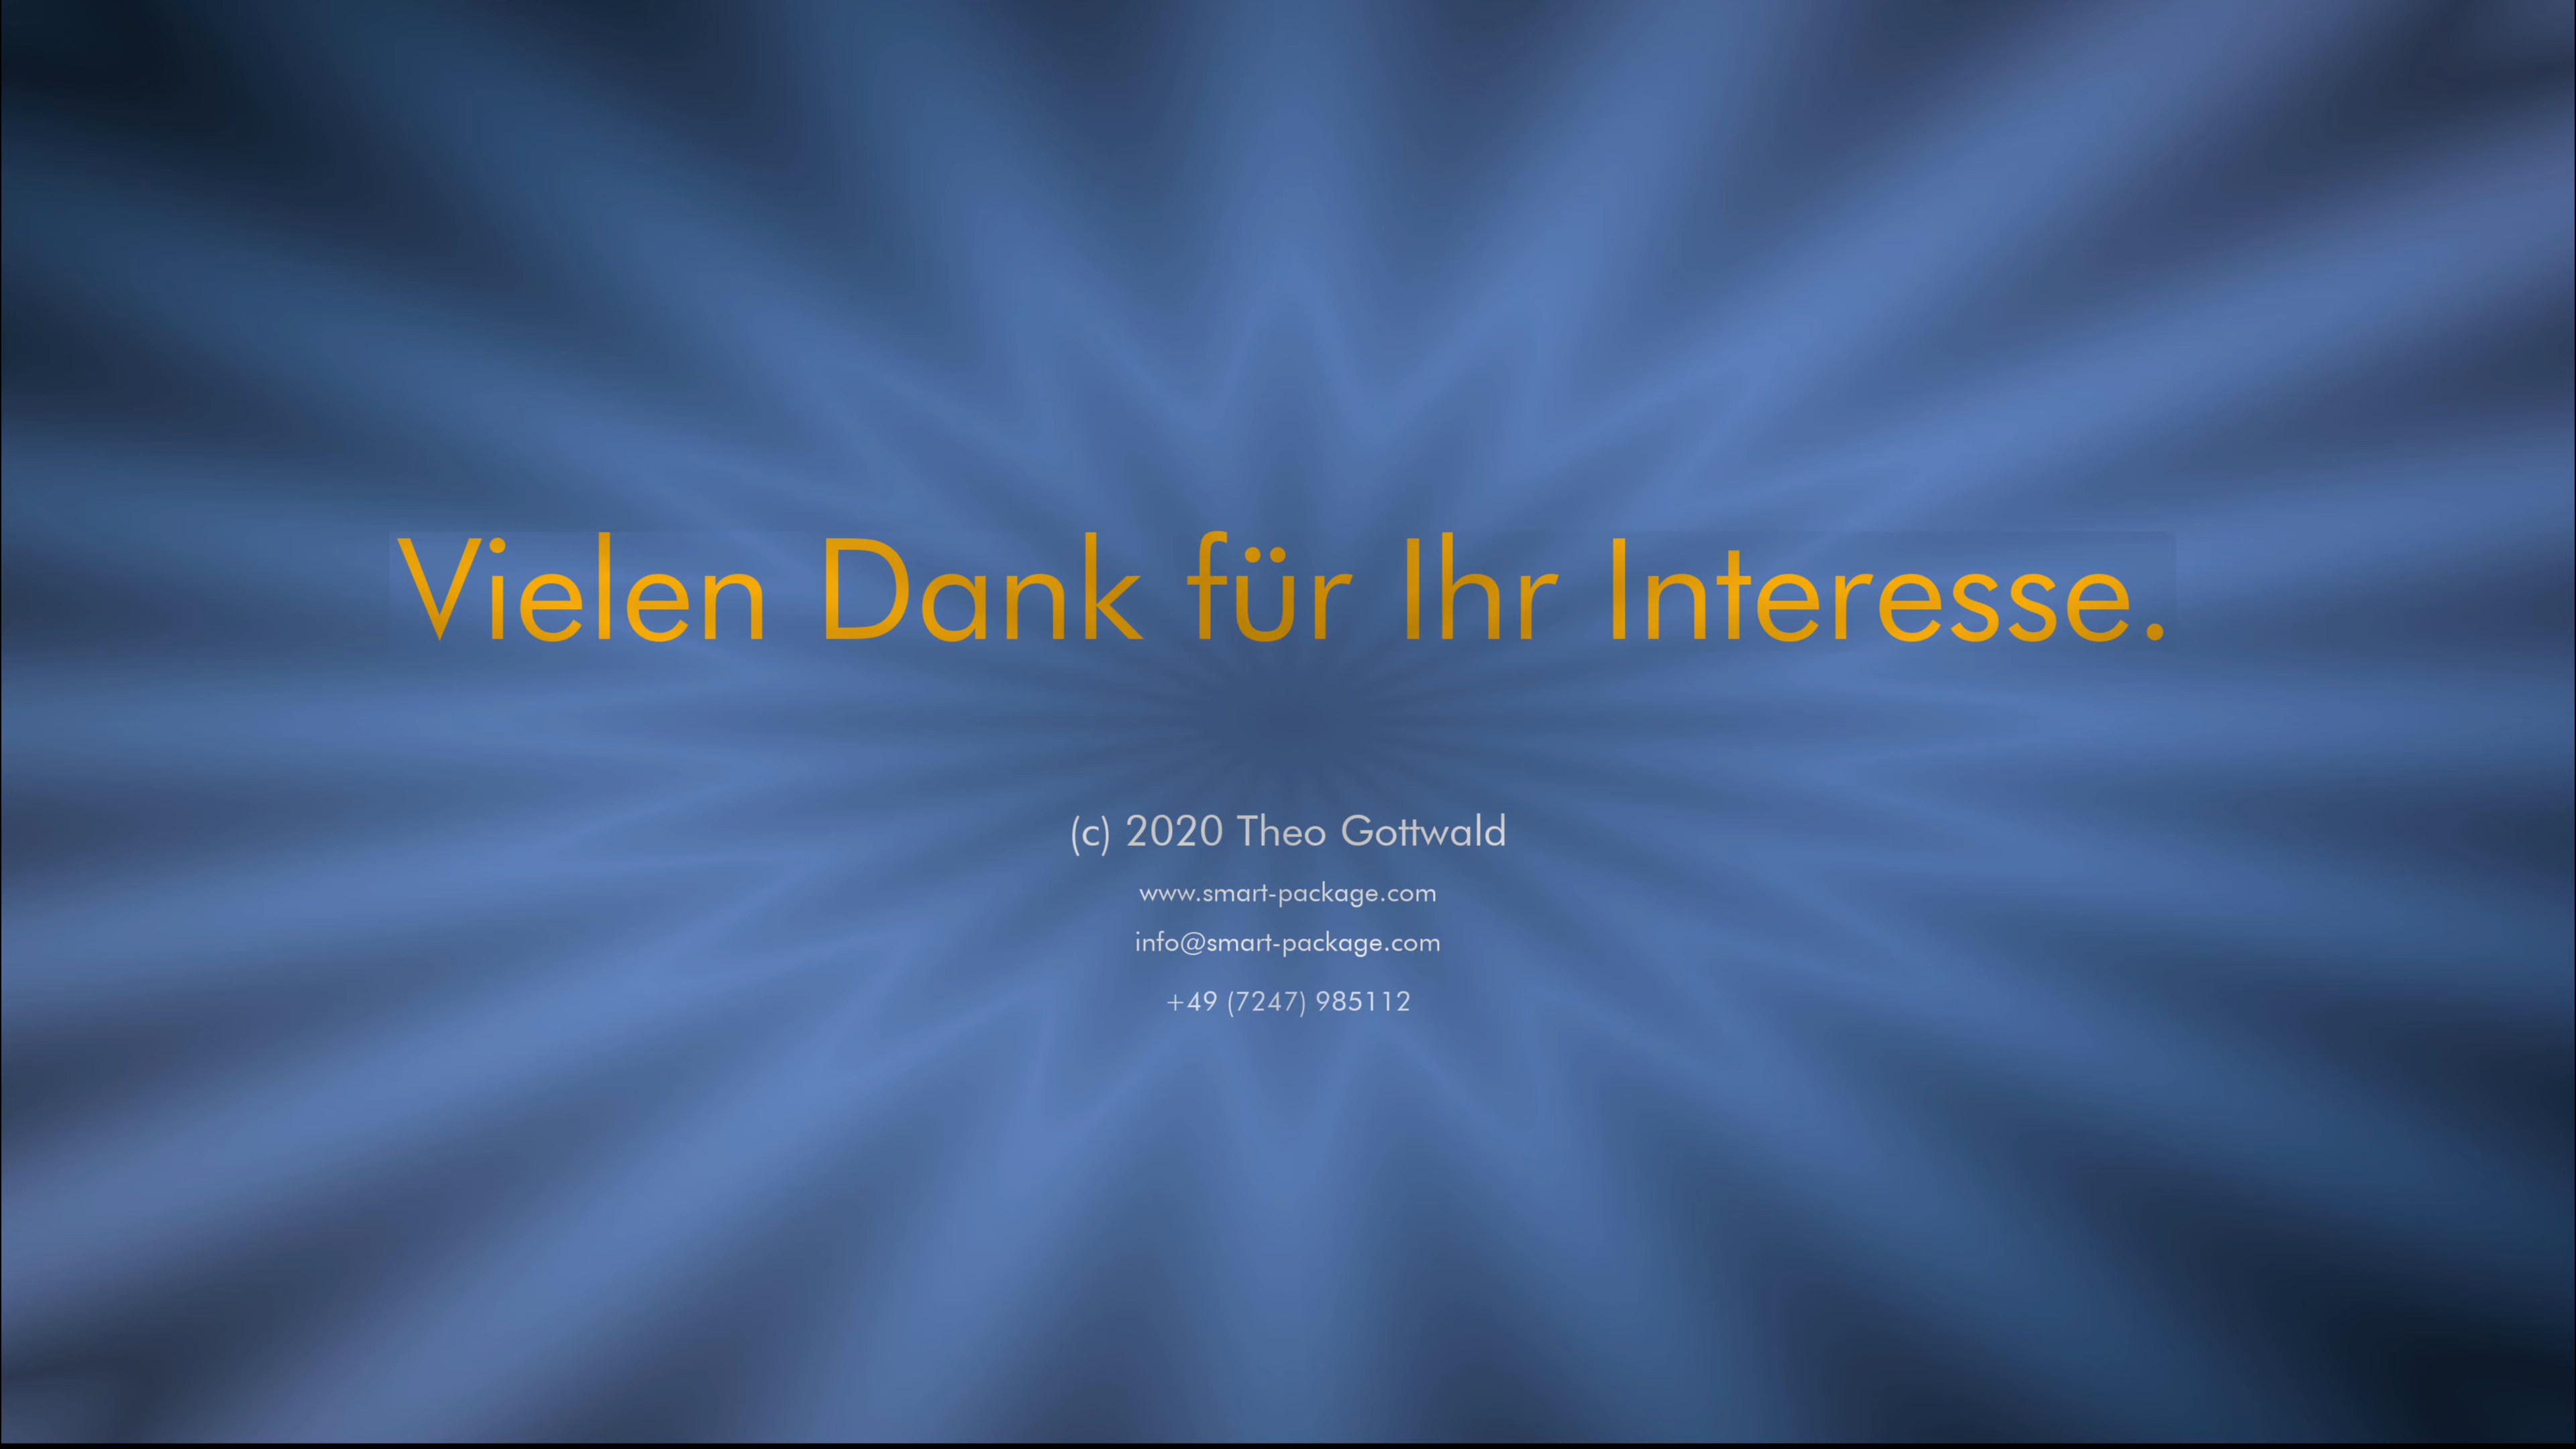 Vielen Dank für Ihr Interesse.
(c) 2020 Theo Gottwald
www.smart-package.com
info@smart-package.com
+49 (7247) 985112